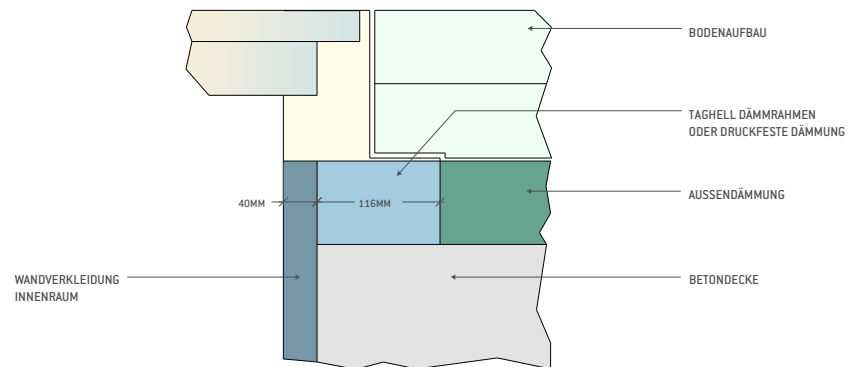 BODENAUFBAU
TAGHELL DÄMMRAHMEN
ODER DRUCKFESTE DÄMMUNG
AUSSENDÄMMUNG
40MM
116MM
WANDVERKLEIDUNG
INNENRAUM
BETONDECKE